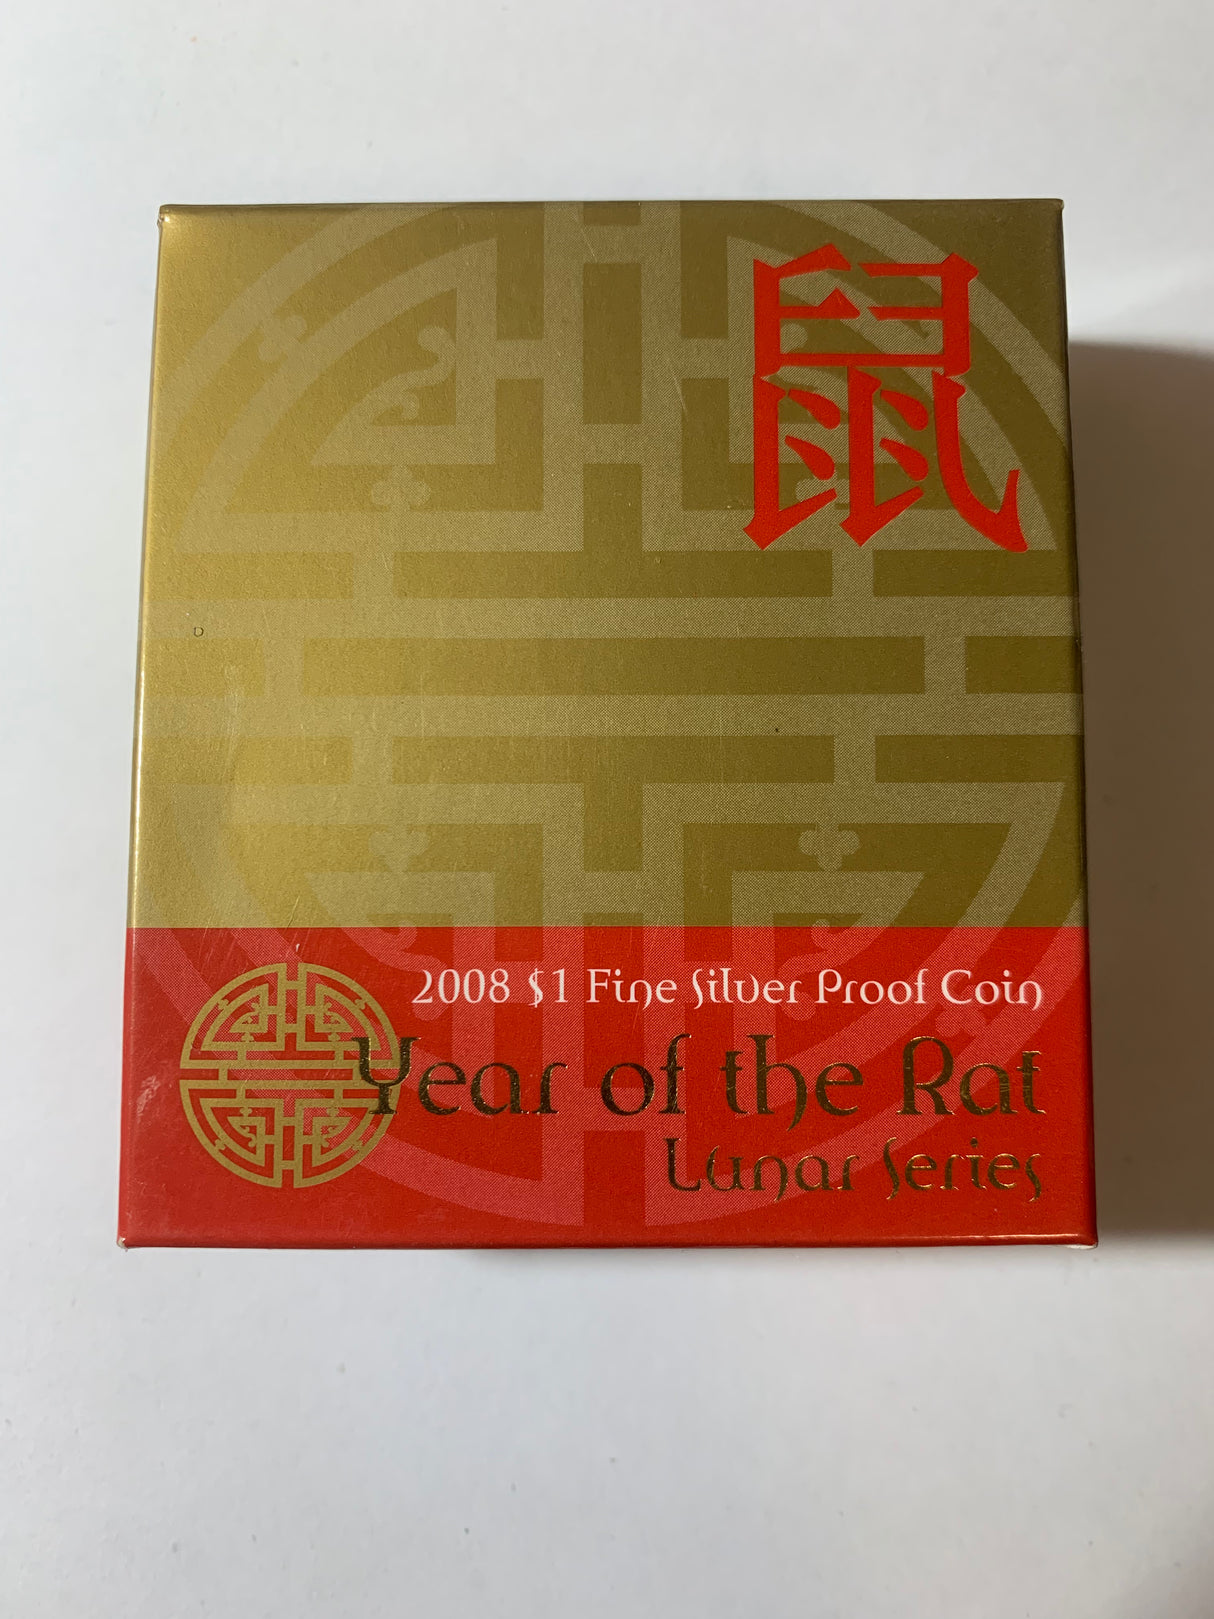 鼠
2008 $1 Fine Silver Proof Coin
Year of the Rat
Lunar Series